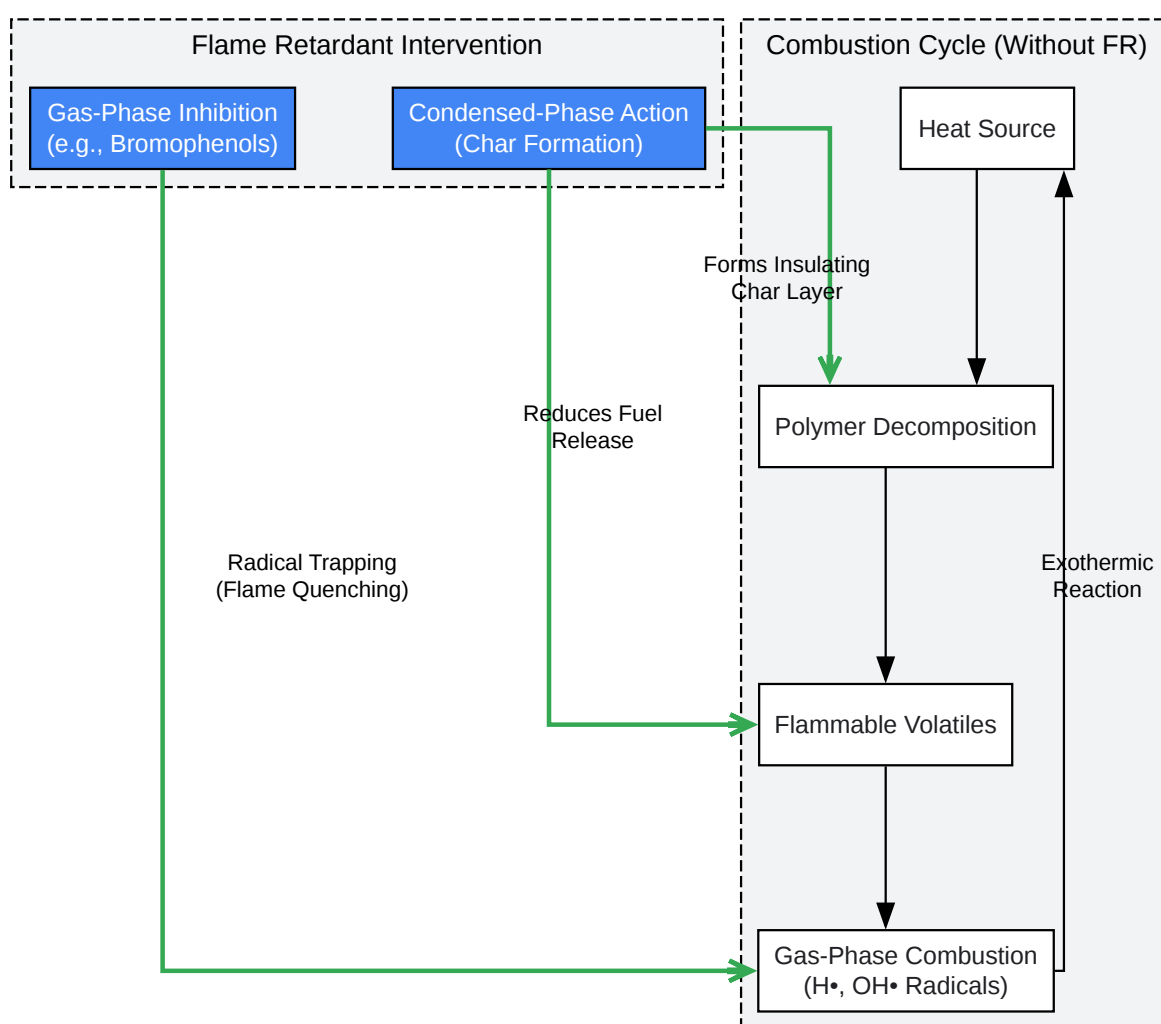 Flame Retardant Intervention
Gas-Phase Inhibition
(e.g., Bromophenols)
Condensed-Phase Action
(Char Formation)
Combustion Cycle (Without FR)
Heat Source
Forms Insulating
Char Layer
Reduces Fuel
Release
Polymer Decomposition
Radical Trapping
(Flame Quenching)
Exothermic
Reaction
Flammable Volatiles
Gas-Phase Combustion
(H•, OH• Radicals)